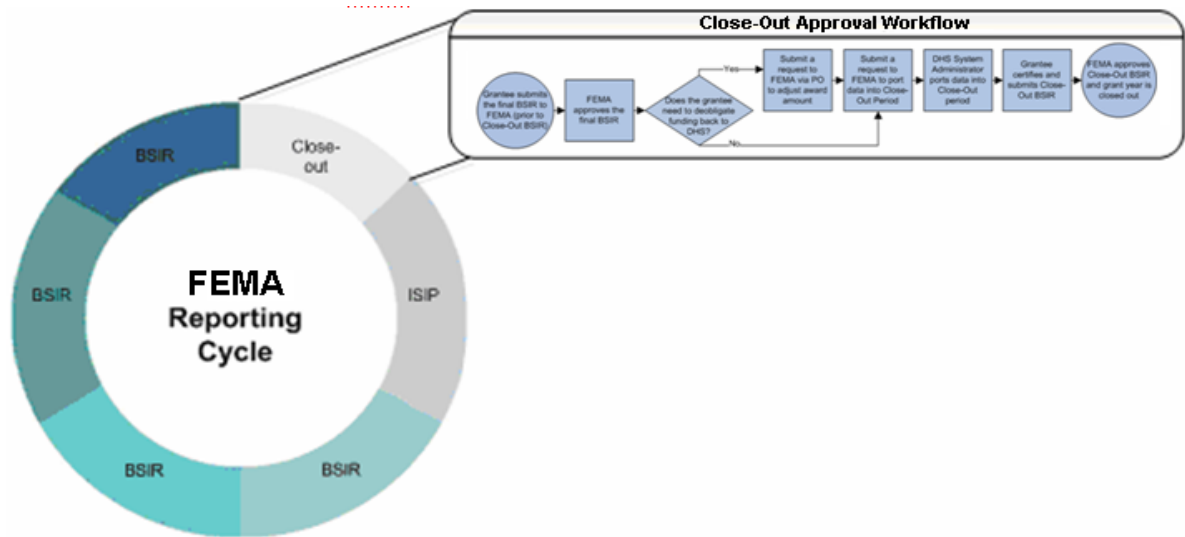 Close-Out Approval Workflow
Grantee submits
the final BSIR to
FEMA (prior to
Close-Out BSIR)
FEMA
approves the
final BSIR
Does the grantee
need to deobligate
funding back to
DHS?
Yes
No
Submit a
request to
FEMA via PO
to adjust award
amount
Submit a
request to
FEMA to port
data into Close-
Out Period
DHS System
Administrator
ports data into
Close-Out
period
Grantee
certifies and
submits Close-
Out BSIR
FEMA approves
Close-Out BSIR
and grant year is
closed out
BSIR
Close-
out
BSIR
ISIP
FEMA
Reporting
Cycle
BSIR
BSIR